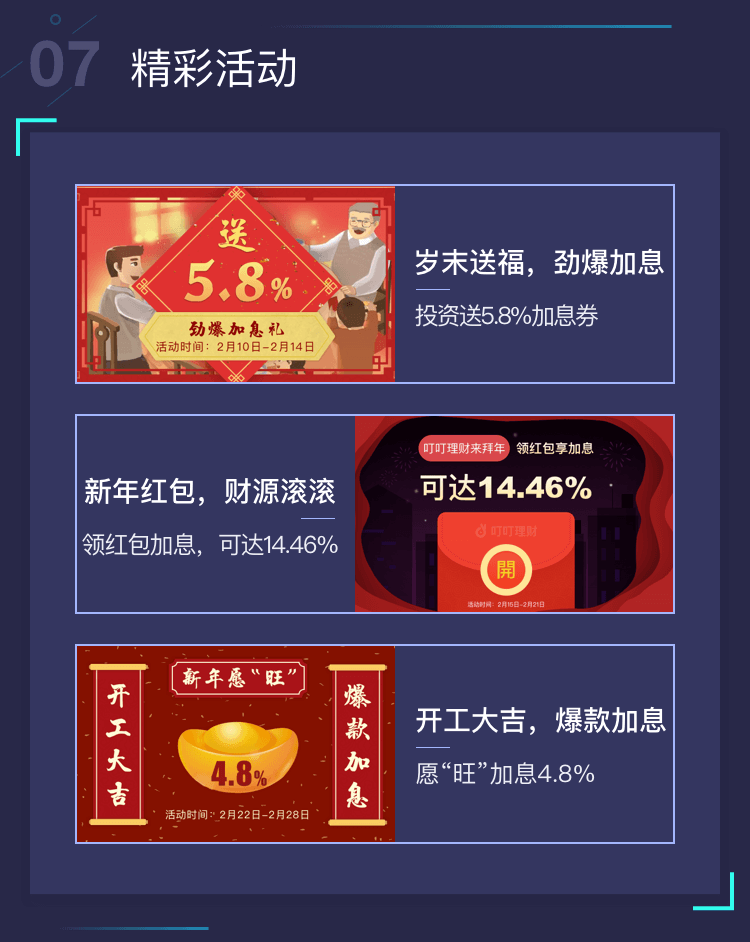 07 精彩活动
送
5.8%
劲爆加息礼
活动时间：2月10日-2月14日
岁末送福，劲爆加息
投资送5.8%加息券
新年红包，财源滚滚
领红包加息，可达14.46%
叮叮理财来拜年 领红包享加息
可达14.46%
叮叮理财
開
活动时间：2月15日-2月21日
开工大吉
新年愿“旺”
爆款加息
4.8%
活动时间：2月22日-2月28日
开工大吉，爆款加息
愿“旺”加息4.8%